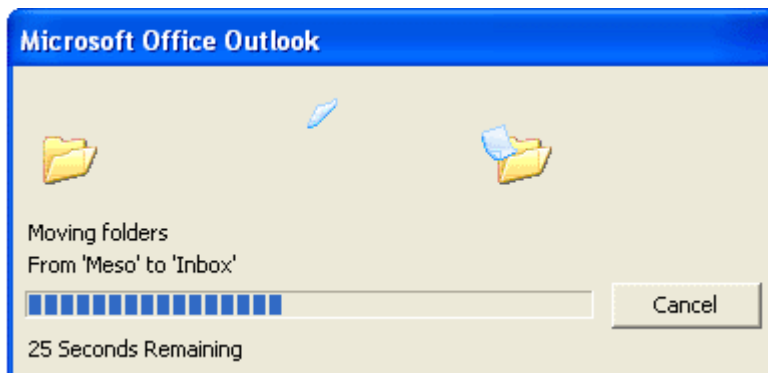 Microsoft Office Outlook
Moving folders
From 'Meso' to 'Inbox'
Cancel
25 Seconds Remaining